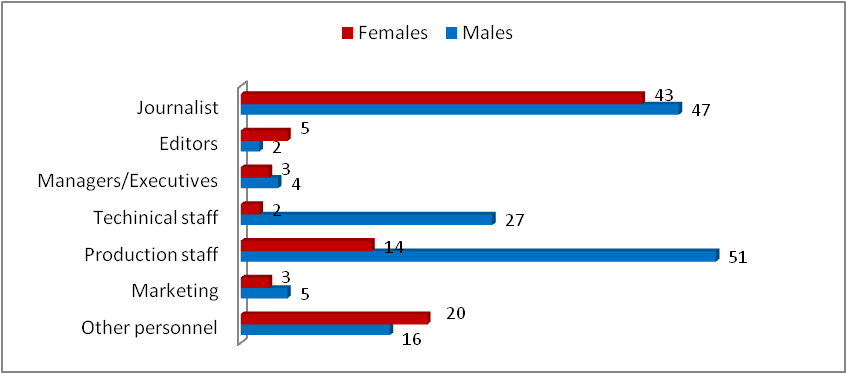 Females Males
Journalist 43
47
Editors 5
2
Managers/Executives 3
4
Techinical staff 2
27
Production staff 14
51
Marketing 3
5
Other personnel 20
16